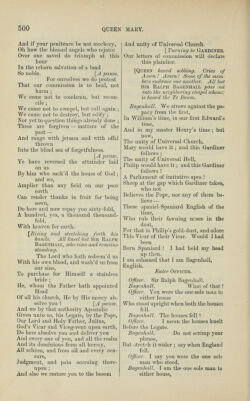 500
QUEEN MARY.
And if your penitence be not mockery,
Oh how the blessed angels who rejoice
Over one saved do triumph at this
hour
In the reborn salvation of a land
So noble. [A pause.
For ourselves we do protest
That our commission is to heal, not
harm;
We come not to condemn, but reconcile;
We come not to compel, but call again;
We come not to destroy, but edify;
Nor yet to question things already done;
These are forgiven—matters of the
past—
And range with jetsam and with offal
thrown
Into the blind sea of forgetfulness.
[A pause.
Ye have reversed the attainder laid
on us
By him who sack'd the house of God;
and we,
Amplier than any field on our poor
earth
Can render thanks in fruit for being
sown,
Do here and now repay you sixty-fold,
A hundred, yea, a thousand thousand-fold,
With heaven for earth.
[Rising and stretching forth his
hands. All kneel but SIR RALPH
BAGENHALL, who rises and remains
standing.
The Lord who hath redeem'd us
With his own blood, and wash'd us from
our sins,
To purchase for Himself a stainless
bride;
He, whom the Father hath appointed
Head
Of all his church, He by His mercy absolve you! [A pause.
And we by that authority Apostolic
Given unto us, his Legate, by the Pope,
Our Lord and Holy Father, Julius,
God's Vicar and Vicegerent upon earth,
Do here absolve you and deliver you
And every one of you, and all the realm
And its dominions from all heresy,
All schism, and from all and every censure,
Judgment, and pain accruing thereupon;
And also we restore you to the bosom
And unity of Universal Church.
[Turning to GARDINER.
Our letters of commission will declare
this plainlier.
[QUEEN heard sobbing. Cries of
Amen! Amen! Some of the members embrace one another. All but
SIR RALPH BAGENHALL pass out
into the neighboring chapel whence
is heard the Te Deum.
Bagenhall. We strove against the papacy from the first,
In William's time, in our first Edward's
time,
And in my master Henry's time; but
now,
The unity of Universal Church,
Mary would have it; and this Gardiner
follows;
The unity of Universal Hell,
Philip would have it; and this Gardiner
follows!
A Parliament of imitative apes!
Sheep at the gap which Gardiner takes,
who not
Believes the Pope, nor any of them believe—
These spaniel-Spaniard English of the
time,
Who rub their fawning noses in the
dust,
For that is Philip's gold-dust, and adore
This Vicar of their Vicar. Would I had
been
Born Spaniard! I had held my head
up then.
I am ashamed that I am Bagenhall,
English.
Enter OFFICER.
Officer. Sir Ralph Bagenhall.
Bagenhall. What of that?
Officer. You were the one sole man in
either house
Who stood upright when both the houses
fell.
Bagenhall. The houses fell!
Officer. I mean the houses knelt
Before the Legate.
Bagenhall. Do not scrimp your
phrase,
But stretch it wider; say when England
fell.
Officer. I say you were the one sole
man who stood.
Bagenhall. I am the one sole man in
either house,